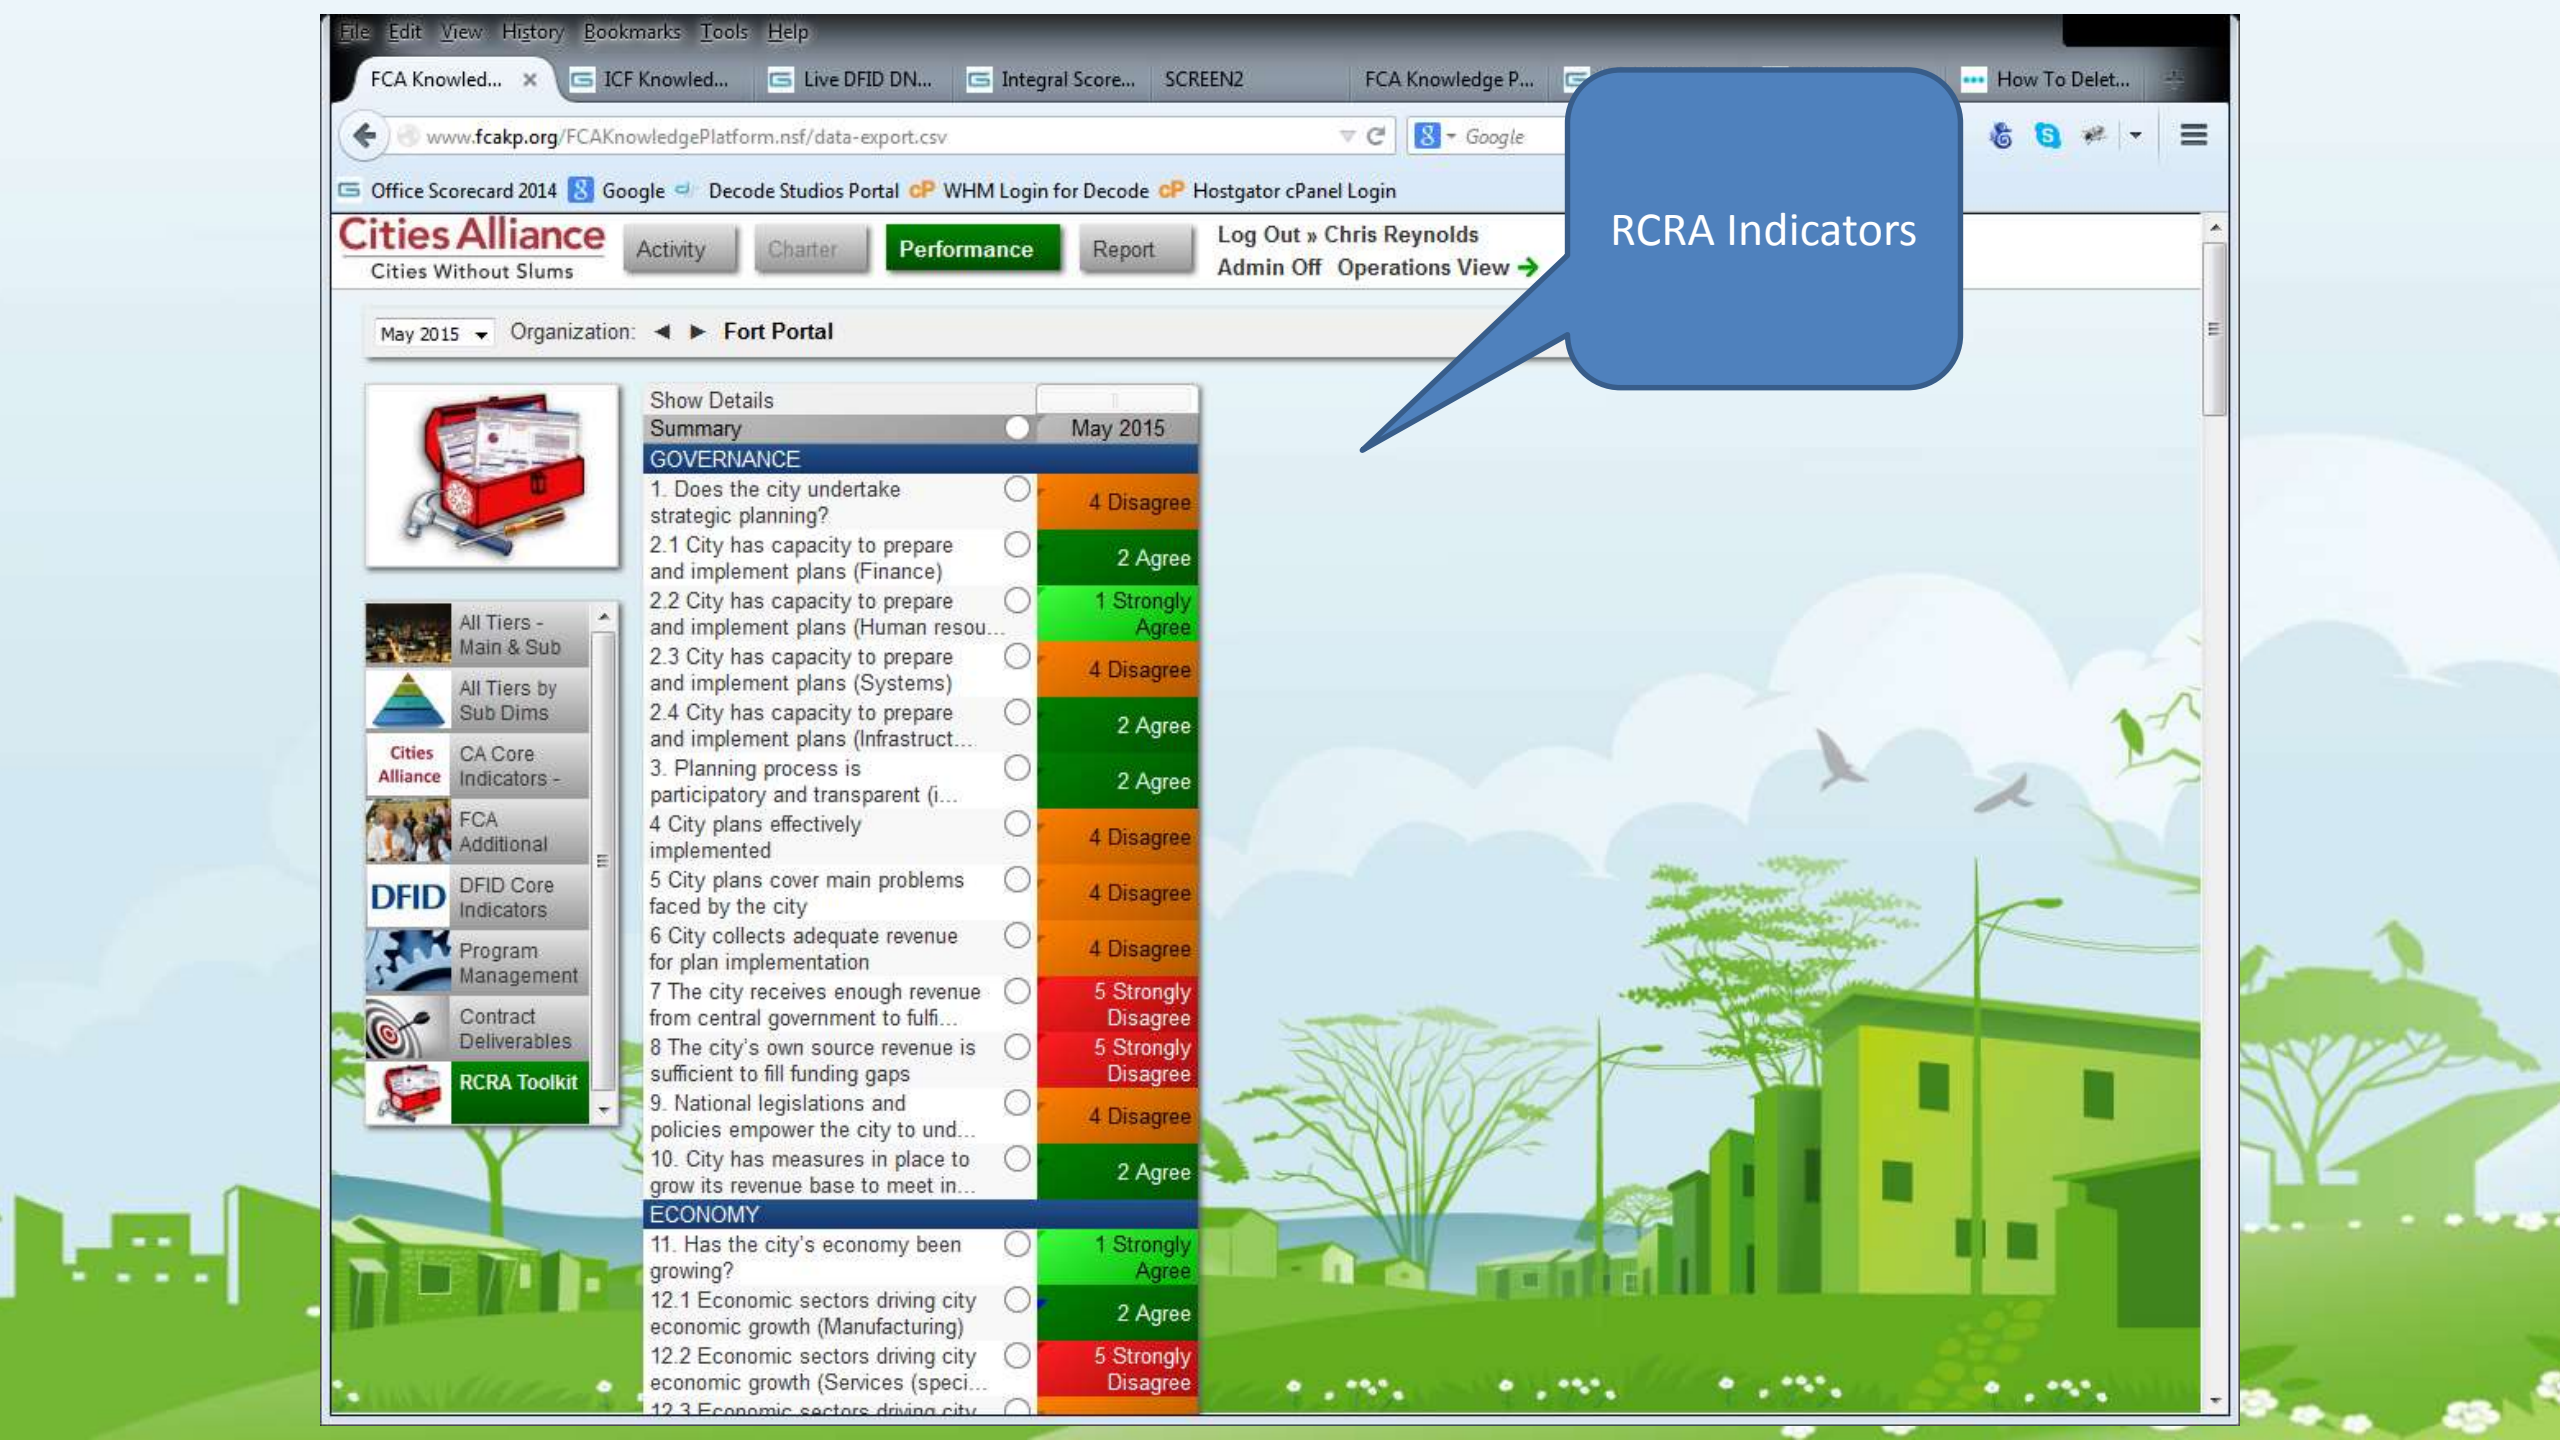 File Edit View History Bookmarks Tools Help
FCA Knowled... ICF Knowled... Live DFID DN... Integral Score... SCREEN2 FCA Knowledge P... How To Delet...
www.fcakp.org/FCAKnowledgePlatform.nsf/data-export.csv Google
Office Scorecard 2014 Google Decode Studios Portal cP WHM Login for Decode cP Hostgator cPanel Login
Cities Alliance
Cities Without Slums
Activity Charter Performance Report
Log Out » Chris Reynolds
Admin Off Operations View
RCRA Indicators
May 2015 Organization: Fort Portal
All Tiers -
Main & Sub
All Tiers by
Sub Dims
Cities
Alliance
CA Core
Indicators -
FCA
Additional
DFID
DFID Core
Indicators
Program
Management
Contract
Deliverables
RCRA Toolkit
Show Details
Summary May 2015
GOVERNANCE
1. Does the city undertake
strategic planning?
4 Disagree
2.1 City has capacity to prepare
and implement plans (Finance)
2 Agree
2.2 City has capacity to prepare
and implement plans (Human resou...
1 Strongly
Agree
2.3 City has capacity to prepare
and implement plans (Systems)
4 Disagree
2.4 City has capacity to prepare
and implement plans (Infrastruct...
2 Agree
3. Planning process is
participatory and transparent (i...
2 Agree
4 City plans effectively
implemented
4 Disagree
5 City plans cover main problems
faced by the city
4 Disagree
6 City collects adequate revenue
for plan implementation
4 Disagree
7 The city receives enough revenue
from central government to fulfi...
5 Strongly
Disagree
8 The city's own source revenue is
sufficient to fill funding gaps
5 Strongly
Disagree
9. National legislations and
policies empower the city to und...
4 Disagree
10. City has measures in place to
grow its revenue base to meet in...
2 Agree
ECONOMY
11. Has the city's economy been
growing?
1 Strongly
Agree
12.1 Economic sectors driving city
economic growth (Manufacturing)
2 Agree
12.2 Economic sectors driving city
economic growth (Services (speci...
5 Strongly
Disagree
12.3 Economic sectors driving city